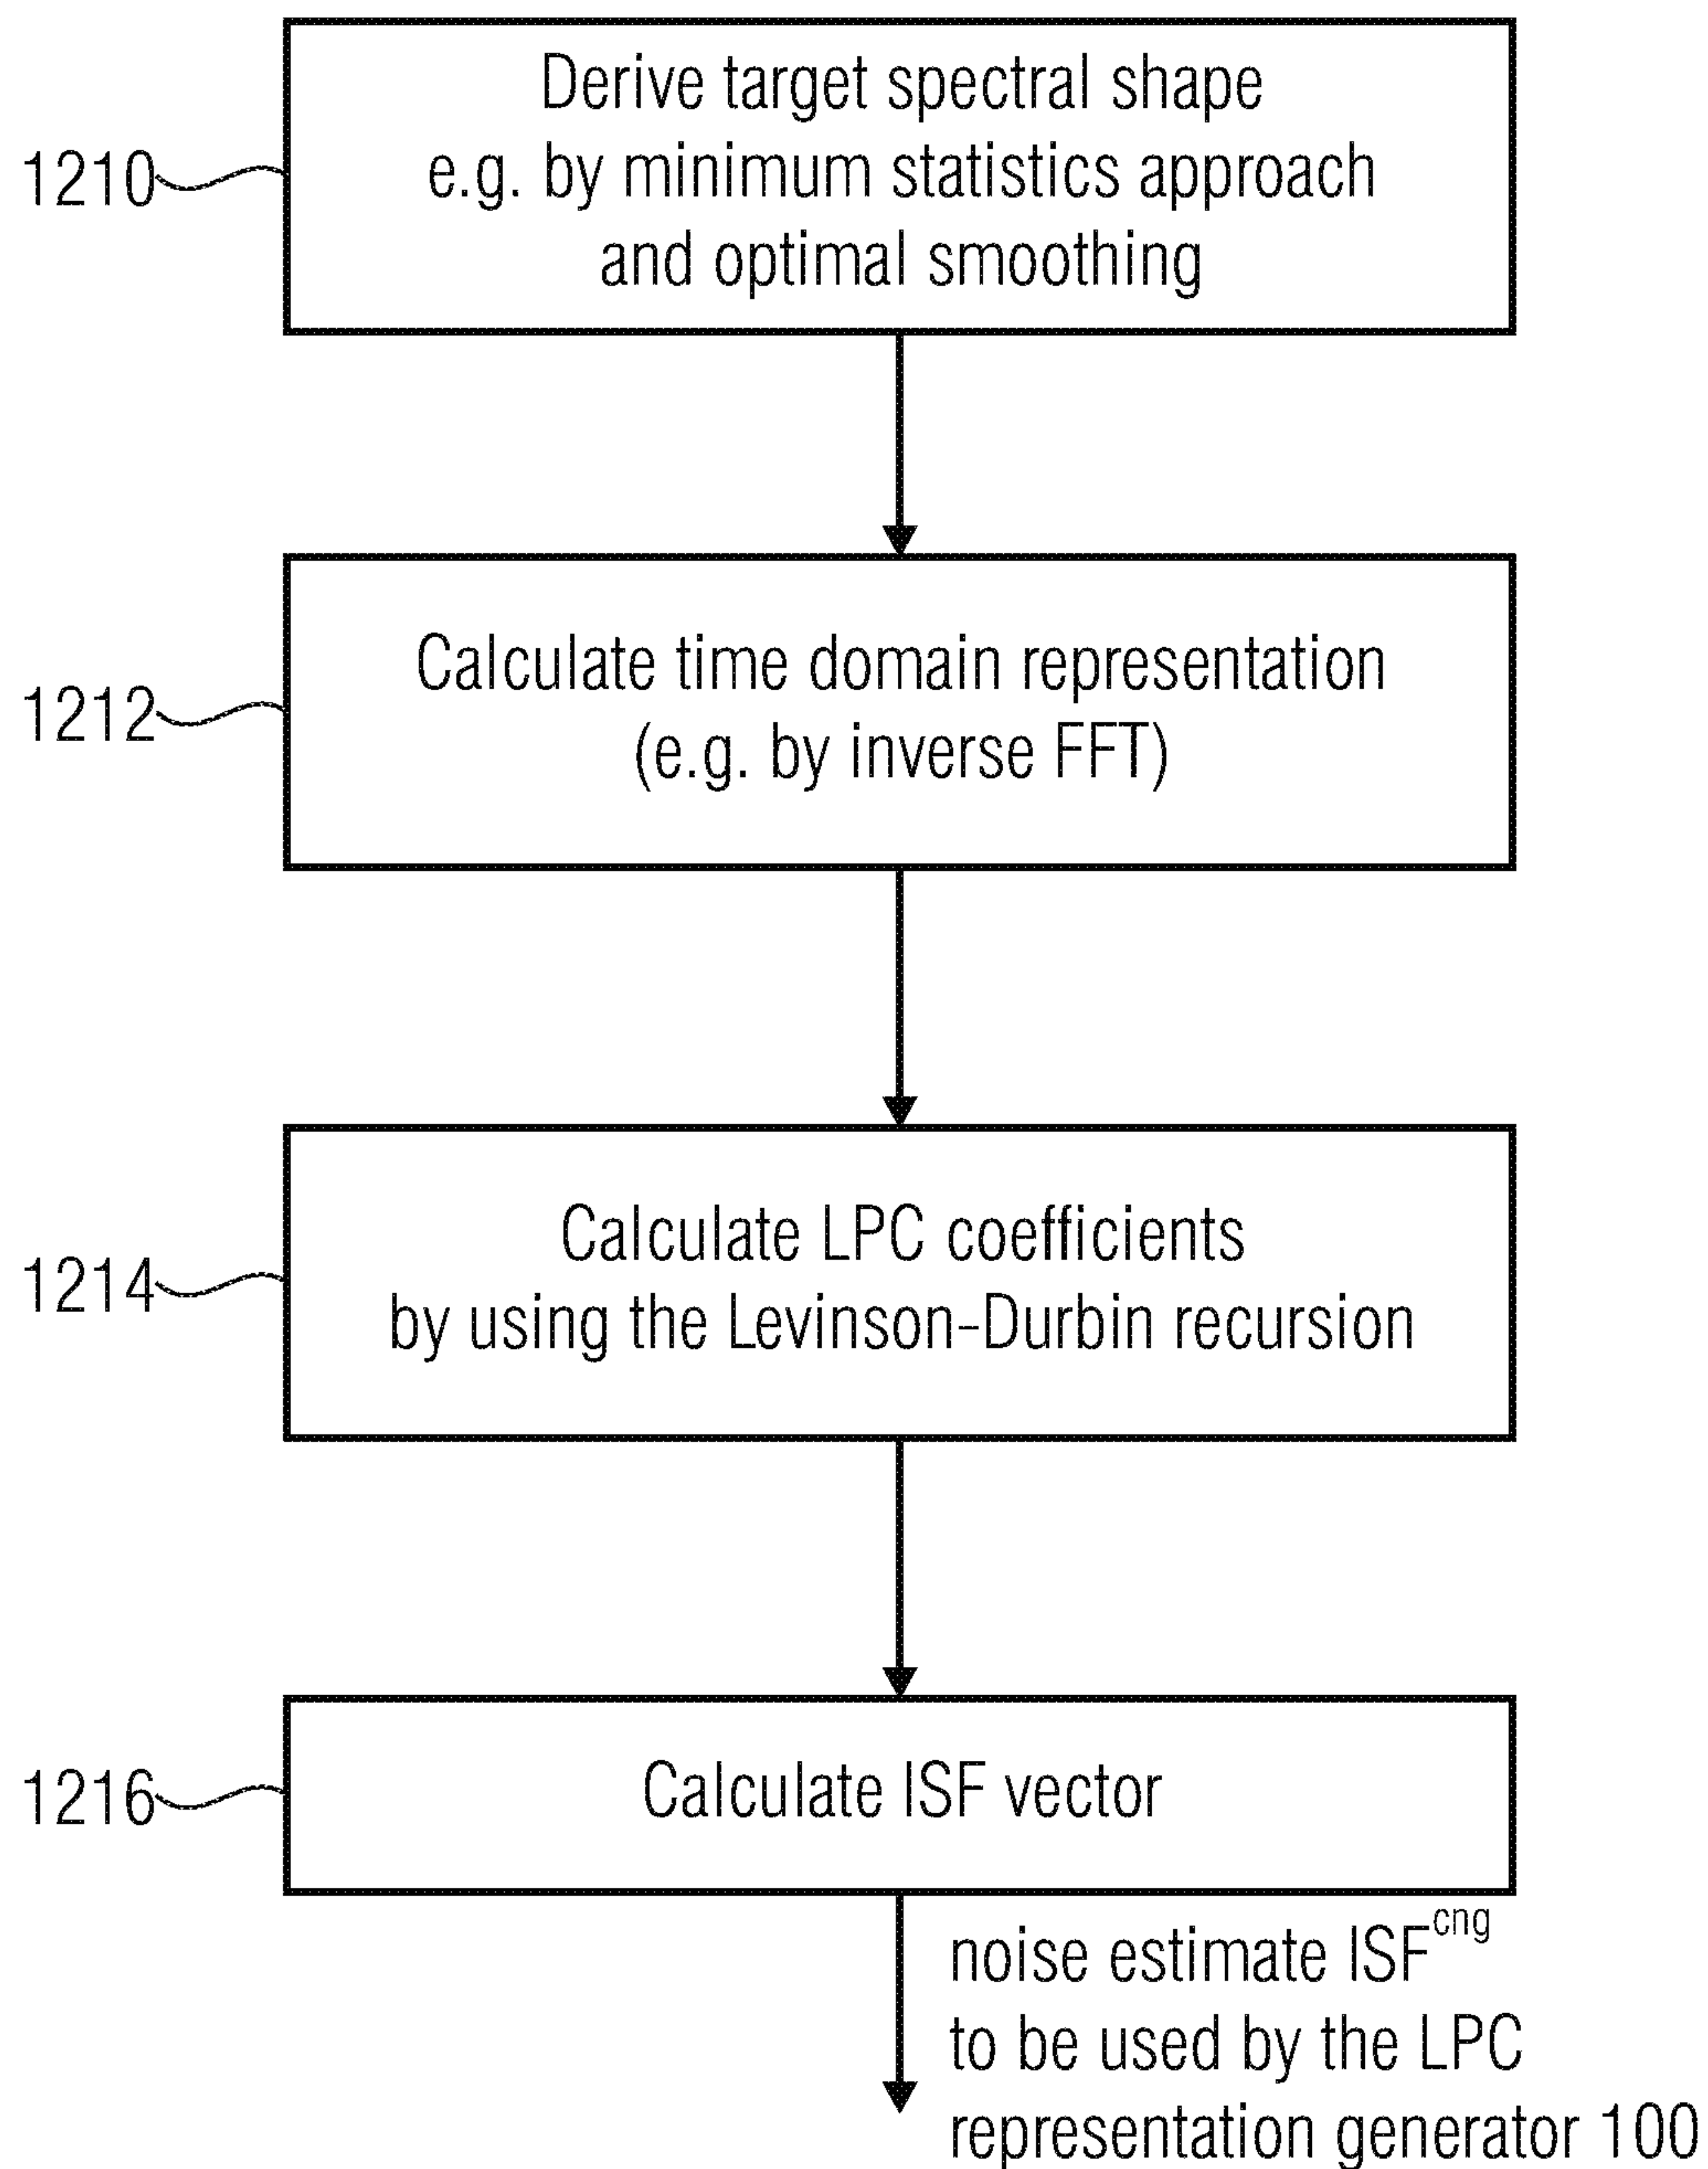 Derive target spectral shape
e.g. by minimum statistics approach
and optimal smoothing
1210
Calculate time domain representation
(e.g. by inverse FFT)
1212
Calculate LPC coefficients
by using the Levinson-Durbin recursion
1214
Calculate ISF vector
1216
noise estimate ISF^cng
to be used by the LPC
representation generator 100